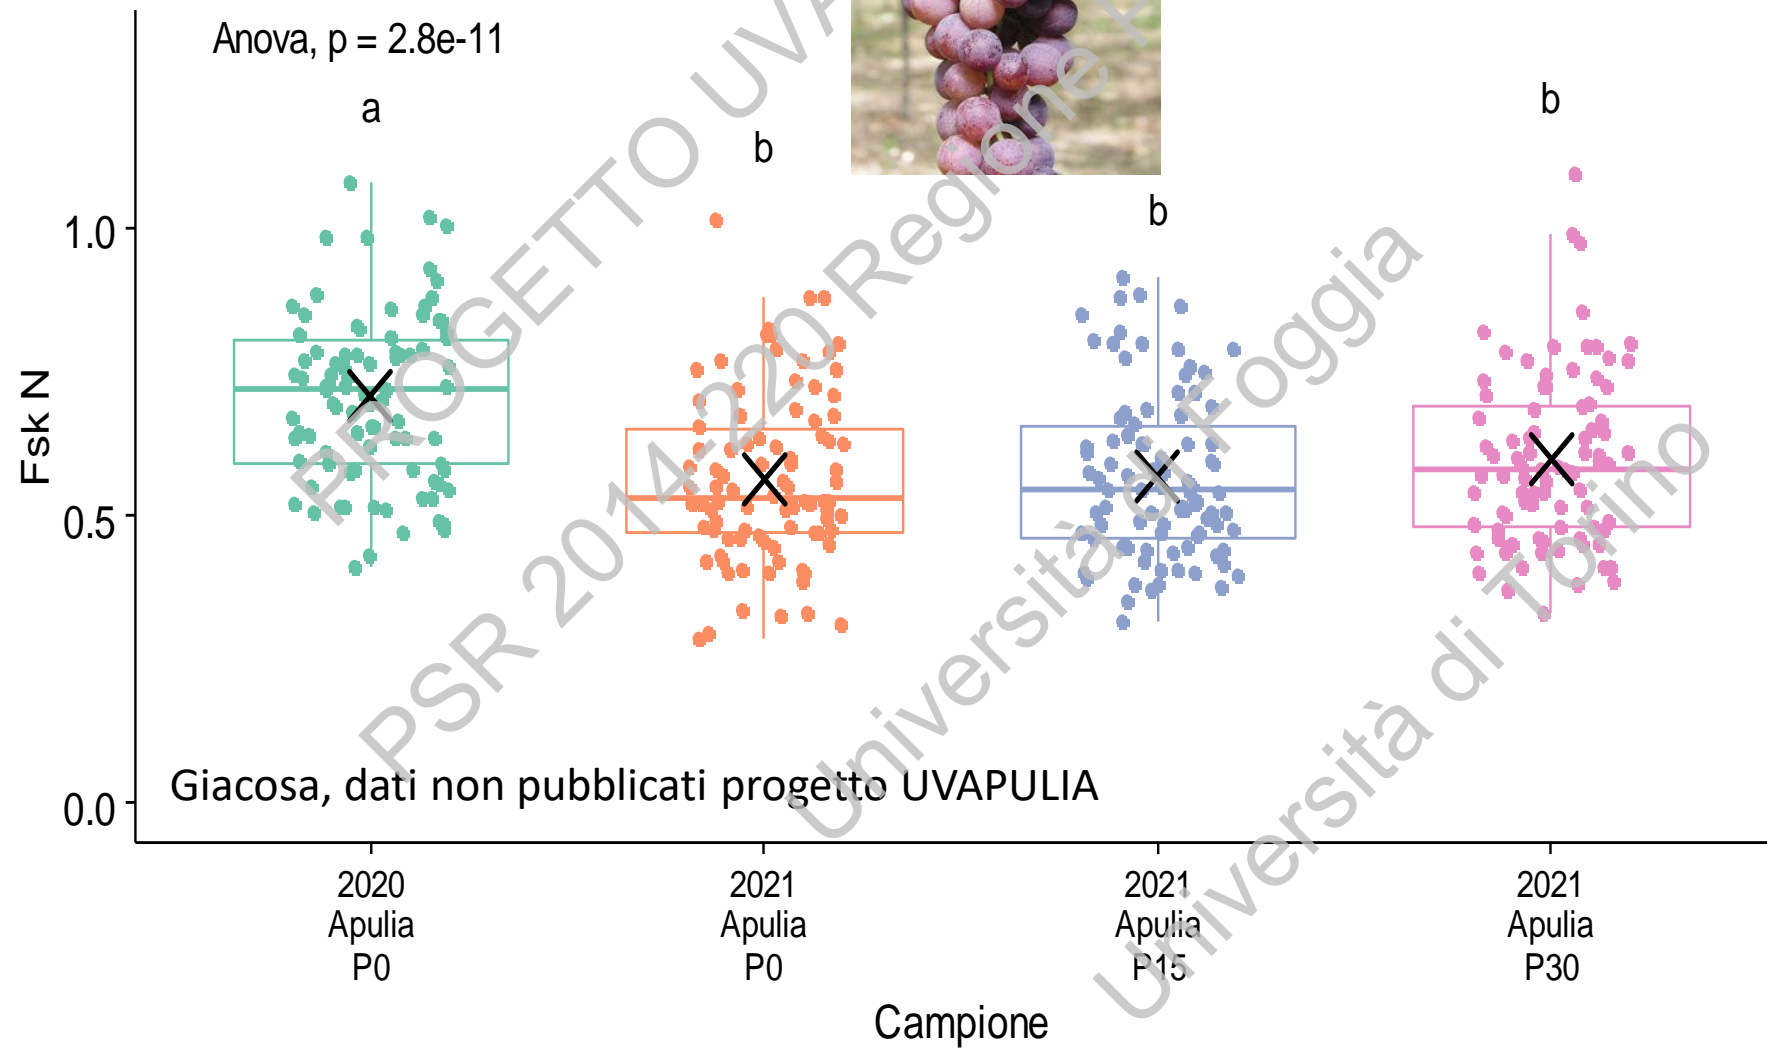 Anova, p = 2.8e-11
a
b
b
b
1.0
0.5
0.0
Fsk N
PROGETTO UVA
PSR 2014-220 Regione
Università di Foggia
Università di Torino
Giacosa, dati non pubblicati progetto UVAPULIA
2020
Apulia
P0
2021
Apulia
P0
2021
Apulia
P15
2021
Apulia
P30
Campione